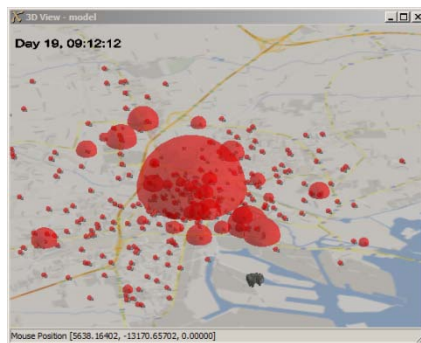 3D View - model
Day 19, 09:12:12
Mouse Position [5638.16402, -13170.65702, 0.00000]